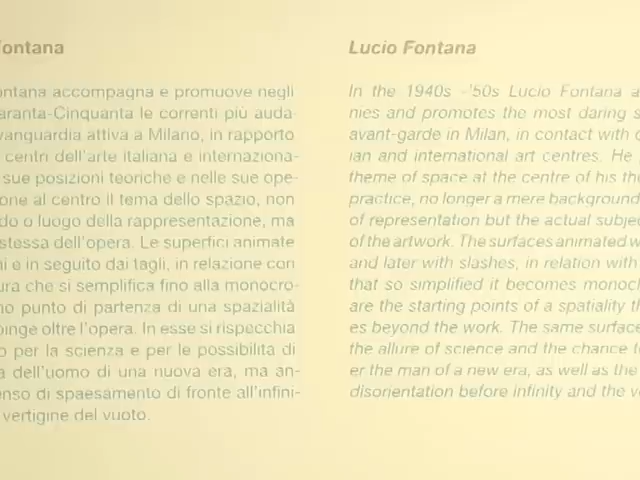 Fontana
ontana accompagna e promuove negli
aranta-Cinquanta le correnti più auda-
vanguardia attiva a Milano, in rapporto
centri dell'arte italiana e internaziona-
sue posizioni teoriche e nelle sue ope-
one al centro il tema dello spazio, non
do o luogo della rappresentazione, ma
stessa dell'opera. Le superfici animate
i e in seguito dai tagli, in relazione con
ura che si semplifica fino alla monocro-
no punto di partenza di una spazialità
pinge oltre l'opera. In esse si rispecchia
o per la scienza e per le possibilità di
a dell'uomo di una nuova era, ma an-
enso di spaesamento di fronte all'infini-
vertigine del vuoto.
Lucio Fontana
In the 1940s -'50s Lucio Fontana a
nies and promotes the most daring s
avant-garde in Milan, in contact with o
ian and international art centres. He
theme of space at the centre of his th
practice, no longer a mere background
of representation but the actual subje
of the artwork. The surfaces animated w
and later with slashes, in relation with
that so simplified it becomes monoch
are the starting points of a spatiality th
es beyond the work. The same surface
the allure of science and the chance t
er the man of a new era, as well as the
disorientation before infinity and the v